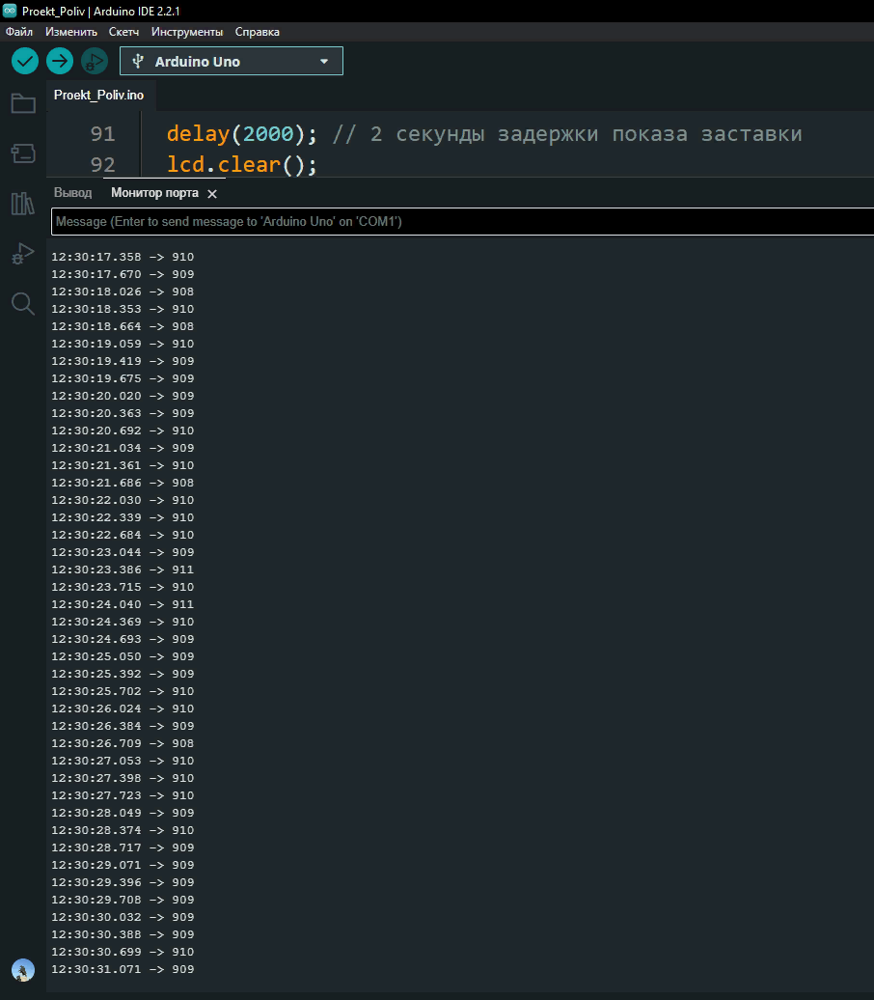 Proekt_Poliv | Arduino IDE 2.2.1
Файл Изменить Скетч Инструменты Справка
Arduino Uno
Proekt_Poliv.ino
91 delay(2000); // 2 секунды задержки показа заставки
92 lcd.clear();
Вывод Монитор порта
Message (Enter to send message to 'Arduino Uno' on 'COM1')
12:30:17.358 -> 910
12:30:17.670 -> 909
12:30:18.026 -> 908
12:30:18.353 -> 910
12:30:18.664 -> 908
12:30:19.059 -> 910
12:30:19.419 -> 909
12:30:19.675 -> 909
12:30:20.020 -> 909
12:30:20.363 -> 909
12:30:20.692 -> 910
12:30:21.034 -> 909
12:30:21.361 -> 910
12:30:21.686 -> 908
12:30:22.030 -> 910
12:30:22.339 -> 910
12:30:22.684 -> 910
12:30:23.044 -> 909
12:30:23.386 -> 911
12:30:23.715 -> 910
12:30:24.040 -> 911
12:30:24.369 -> 910
12:30:24.693 -> 909
12:30:25.050 -> 909
12:30:25.392 -> 909
12:30:25.702 -> 910
12:30:26.024 -> 910
12:30:26.384 -> 909
12:30:26.709 -> 908
12:30:27.053 -> 910
12:30:27.398 -> 910
12:30:27.723 -> 910
12:30:28.049 -> 909
12:30:28.374 -> 910
12:30:28.717 -> 909
12:30:29.071 -> 909
12:30:29.396 -> 909
12:30:29.708 -> 909
12:30:30.032 -> 909
12:30:30.388 -> 909
12:30:30.699 -> 910
12:30:31.071 -> 909